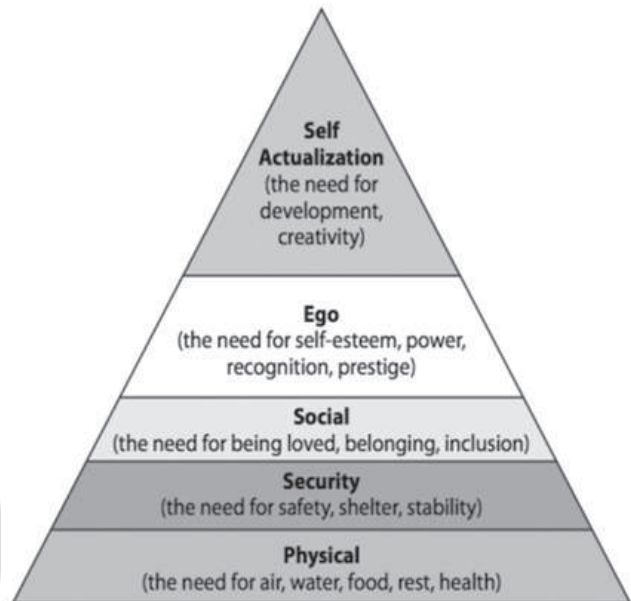 Self
Actualization
(the need for
development,
creativity)
Ego
(the need for self-esteem, power,
recognition, prestige)
Social
(the need for being loved, belonging, inclusion)
Security
(the need for safety, shelter, stability)
Physical
(the need for air, water, food, rest, health)